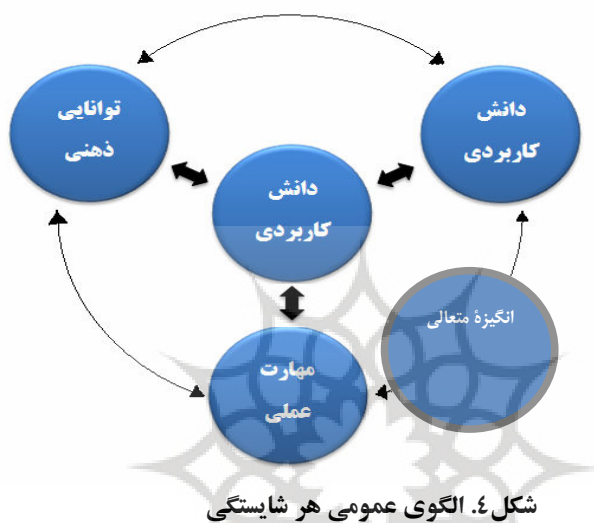 توانایی
ذهنی
دانش
کاربردی
دانش
کاربردی
انگیزهٔ متعالی
مهارت
عملی
شکل٤. الگوی عمومی هر شایستگی